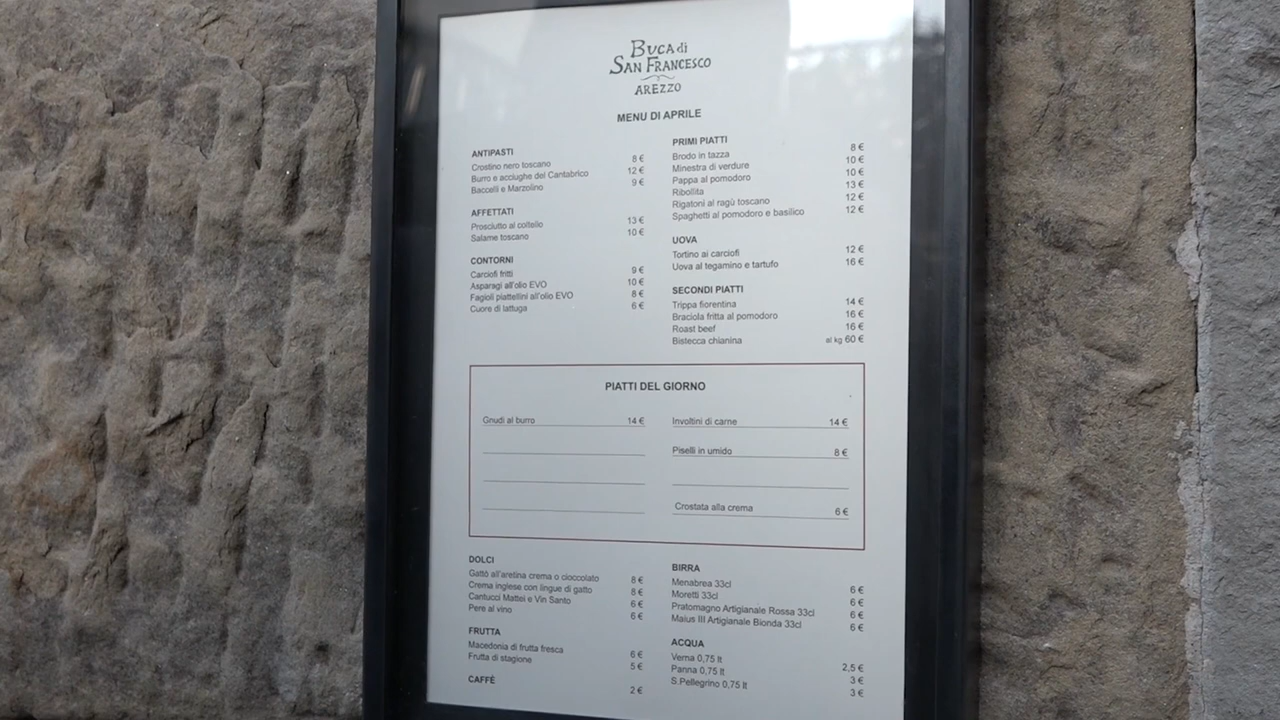 BUCA di
SAN FRANCESCO
AREZZO
MENU DI APRILE
ANTIPASTI
Crostino nero toscano 8 €
Burro e acciughe del Cantabrico 12 €
Baccelli e Marzolino 9 €
AFFETTATI
Prosciutto al coltello 13 €
Salame toscano 10 €
CONTORNI
Carciofi fritti 9 €
Asparagi all'olio EVO 10 €
Fagioli piattellini all'olio EVO 8 €
Cuore di lattuga 6 €
PRIMI PIATTI
Brodo in tazza 8 €
Minestra di verdure 10 €
Pappa al pomodoro 10 €
Ribollita 13 €
Rigatoni al ragù toscano 12 €
Spaghetti al pomodoro e basilico 12 €
UOVA
Tortino ai carciofi 12 €
Uova al tegamino e tartufo 16 €
SECONDI PIATTI
Trippa fiorentina 14 €
Braciola fritta al pomodoro 16 €
Roast beef 16 €
Bistecca chianina al kg 60 €
PIATTI DEL GIORNO
Gnudi al burro 14 €
Involtini di carne 14 €
Piselli in umido 8 €
Crostata alla crema 6 €
DOLCI
Gattò all'aretina crema o cioccolato 8 €
Crema inglese con lingue di gatto 8 €
Cantucci Mattei e Vin Santo 6 €
Pere al vino 6 €
FRUTTA
Macedonia di frutta fresca 6 €
Frutta di stagione 5 €
CAFFÈ 2 €
BIRRA
Menabrea 33cl 6 €
Moretti 33cl 6 €
Pratomagno Artigianale Rossa 33cl 6 €
Maius III Artigianale Bionda 33cl 6 €
ACQUA
Verna 0,75 lt 2,5 €
Panna 0,75 lt 3 €
S.Pellegrino 0,75 lt 3 €